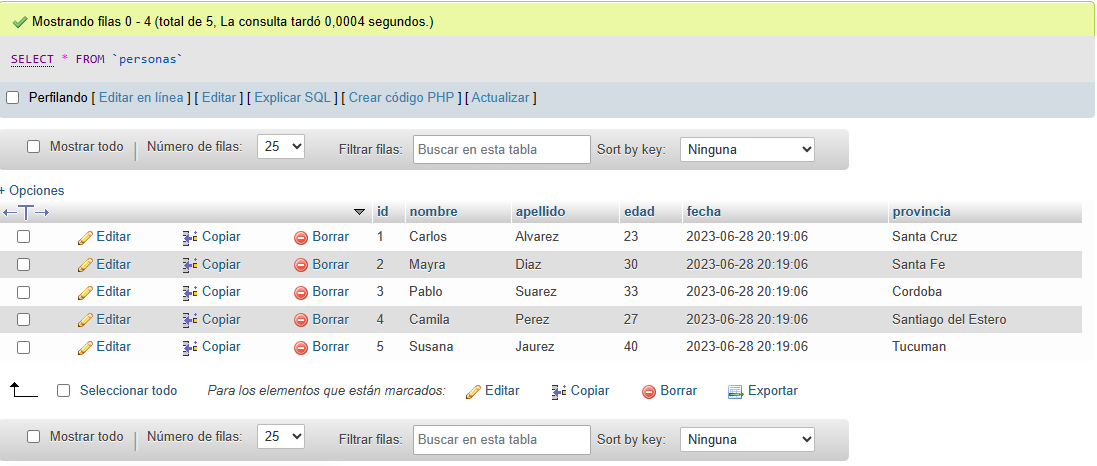 Mostrando filas 0 - 4 (total de 5, La consulta tardó 0,0004 segundos.)
SELECT * FROM `personas`
Perfilando [ Editar en línea ] [ Editar ] [ Explicar SQL ] [ Crear código PHP ] [ Actualizar ]
Mostrar todo | Número de filas: 25 Filtrar filas: Buscar en esta tabla Sort by key: Ninguna
+ Opciones
←T→ id nombre apellido edad fecha provincia
Editar Copiar Borrar 1 Carlos Alvarez 23 2023-06-28 20:19:06 Santa Cruz
Editar Copiar Borrar 2 Mayra Diaz 30 2023-06-28 20:19:06 Santa Fe
Editar Copiar Borrar 3 Pablo Suarez 33 2023-06-28 20:19:06 Cordoba
Editar Copiar Borrar 4 Camila Perez 27 2023-06-28 20:19:06 Santiago del Estero
Editar Copiar Borrar 5 Susana Jaurez 40 2023-06-28 20:19:06 Tucuman
Seleccionar todo Para los elementos que están marcados: Editar Copiar Borrar Exportar
Mostrar todo | Número de filas: 25 Filtrar filas: Buscar en esta tabla Sort by key: Ninguna